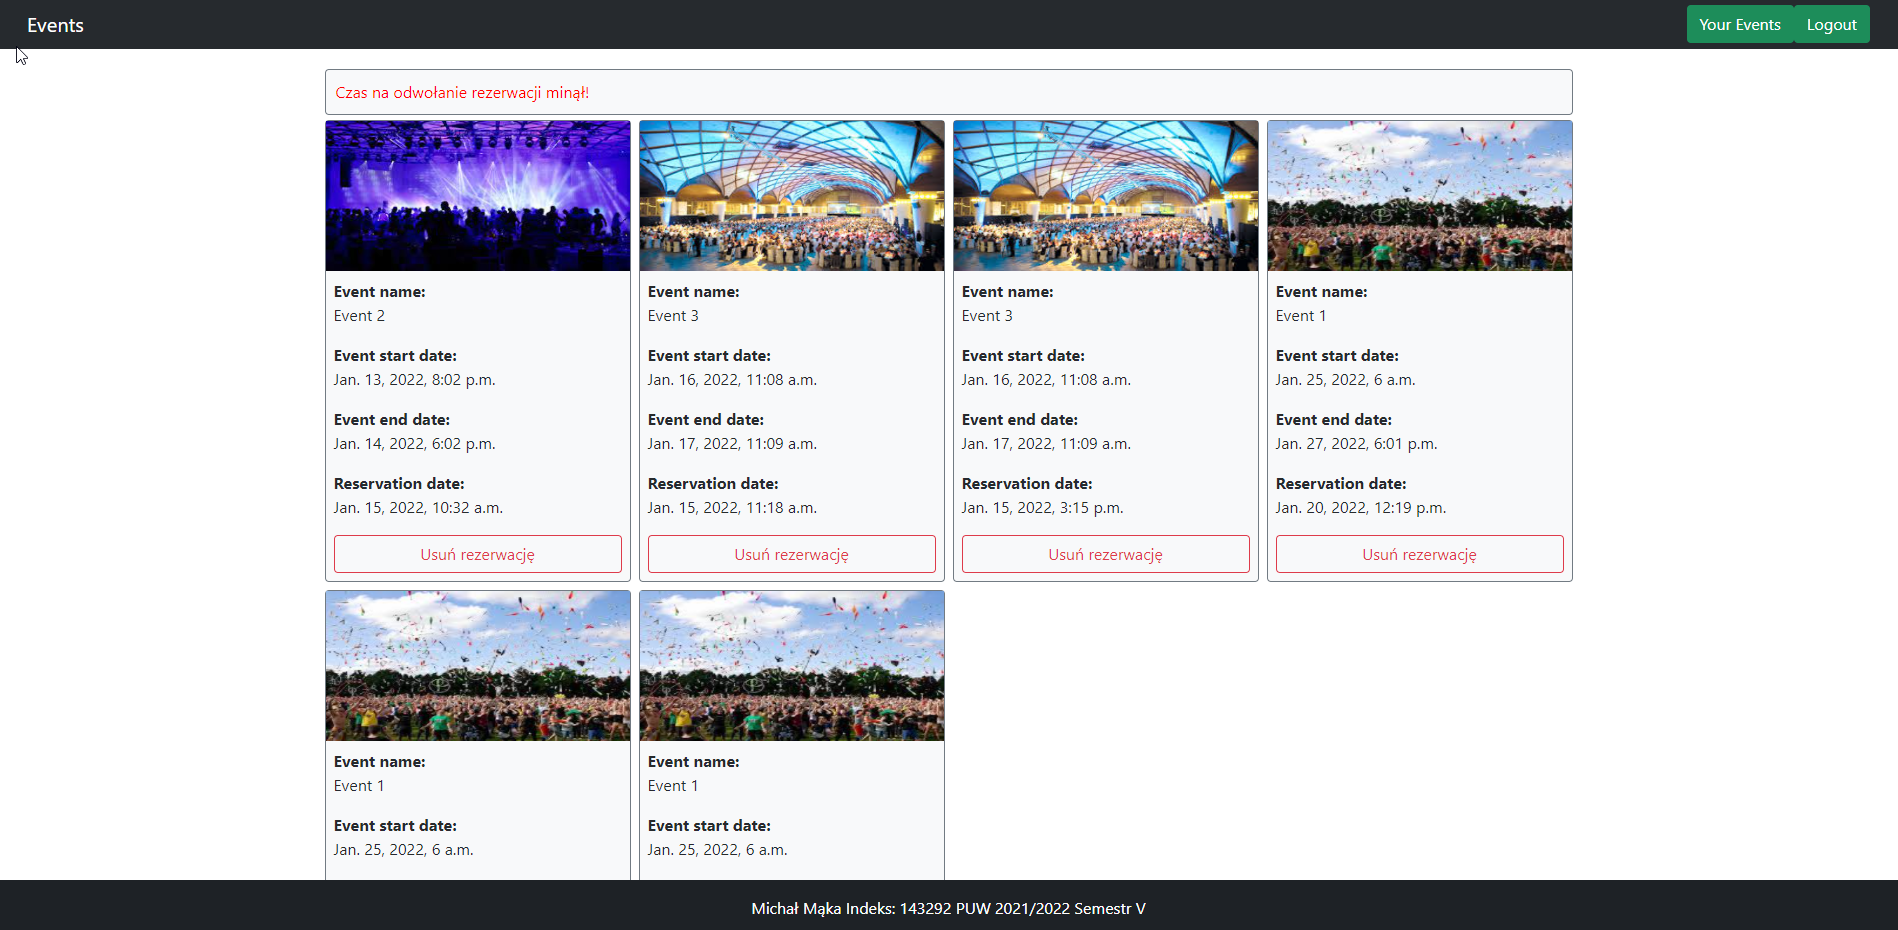 Events
Your Events
Logout
Czas na odwołanie rezerwacji minął!
Event name:
Event 2
Event start date:
Jan. 13, 2022, 8:02 p.m.
Event end date:
Jan. 14, 2022, 6:02 p.m.
Reservation date:
Jan. 15, 2022, 10:32 a.m.
Usuń rezerwację
Event name:
Event 3
Event start date:
Jan. 16, 2022, 11:08 a.m.
Event end date:
Jan. 17, 2022, 11:09 a.m.
Reservation date:
Jan. 15, 2022, 11:18 a.m.
Usuń rezerwację
Event name:
Event 3
Event start date:
Jan. 16, 2022, 11:08 a.m.
Event end date:
Jan. 17, 2022, 11:09 a.m.
Reservation date:
Jan. 15, 2022, 3:15 p.m.
Usuń rezerwację
Event name:
Event 1
Event start date:
Jan. 25, 2022, 6 a.m.
Event end date:
Jan. 27, 2022, 6:01 p.m.
Reservation date:
Jan. 20, 2022, 12:19 p.m.
Usuń rezerwację
Event name:
Event 1
Event start date:
Jan. 25, 2022, 6 a.m.
Event name:
Event 1
Event start date:
Jan. 25, 2022, 6 a.m.
Michał Mąka Indeks: 143292 PUW 2021/2022 Semestr V